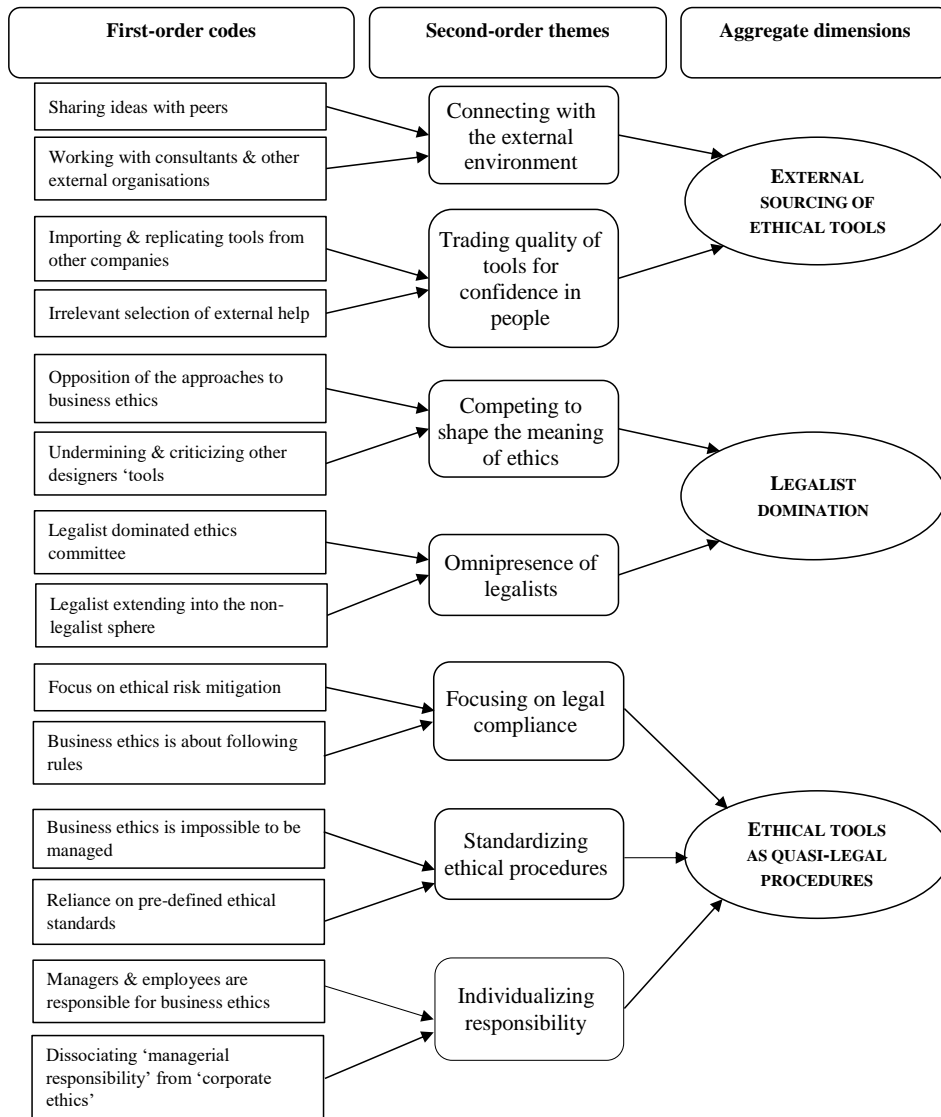 First-order codes
Second-order themes
Aggregate dimensions
Sharing ideas with peers
Working with consultants & other
external organisations
Connecting with
the external
environment
Importing & replicating tools from
other companies
Irrelevant selection of external help
Trading quality of
tools for
confidence in
people
EXTERNAL
SOURCING OF
ETHICAL TOOLS
Opposition of the approaches to
business ethics
Undermining & criticizing other
designers ‘tools
Competing to
shape the meaning
of ethics
Legalist dominated ethics
committee
Legalist extending into the non-
legalist sphere
Omnipresence of
legalists
LEGALIST
DOMINATION
Focus on ethical risk mitigation
Business ethics is about following
rules
Focusing on legal
compliance
Business ethics is impossible to be
managed
Reliance on pre-defined ethical
standards
Standardizing
ethical procedures
Managers & employees are
responsible for business ethics
Dissociating ‘managerial
responsibility’ from ‘corporate
ethics’
Individualizing
responsibility
ETHICAL TOOLS
AS QUASI-LEGAL
PROCEDURES